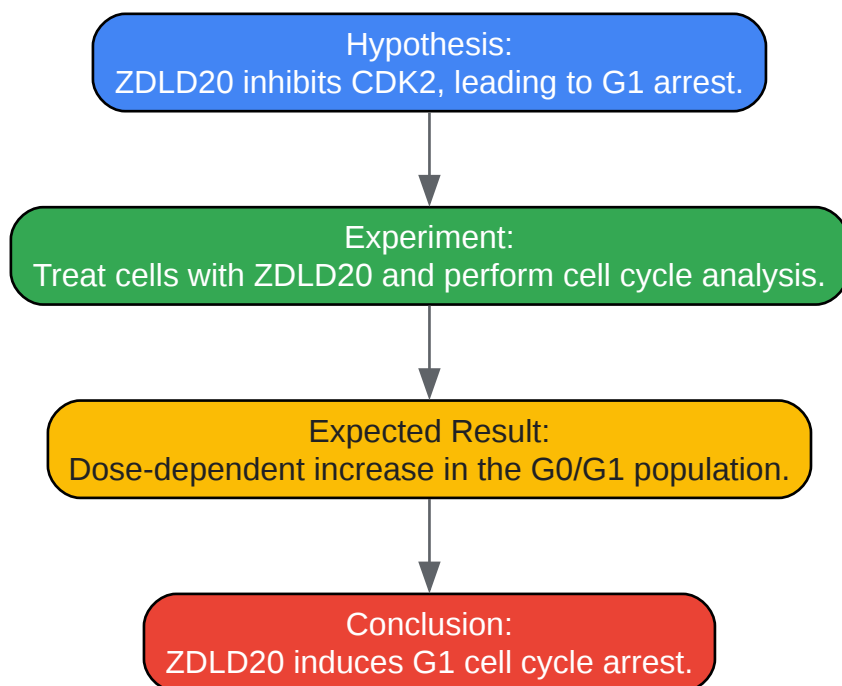 Hypothesis:
ZDLD20 inhibits CDK2, leading to G1 arrest.
Experiment:
Treat cells with ZDLD20 and perform cell cycle analysis.
Expected Result:
Dose-dependent increase in the G0/G1 population.
Conclusion:
ZDLD20 induces G1 cell cycle arrest.